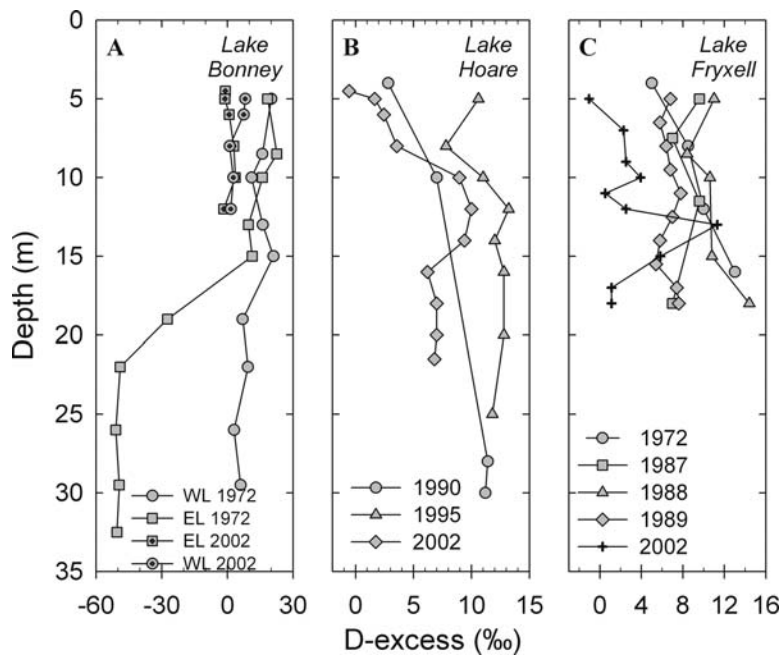 A Lake Bonney
B Lake Hoare
C Lake Fryxell
Depth (m)
0
5
10
15
20
25
30
35
WL 1972
EL 1972
EL 2002
WL 2002
1990
1995
2002
1972
1987
1988
1989
2002
-60 -30 0 30
0 5 10 15
0 4 8 12 16
D-excess (‰)